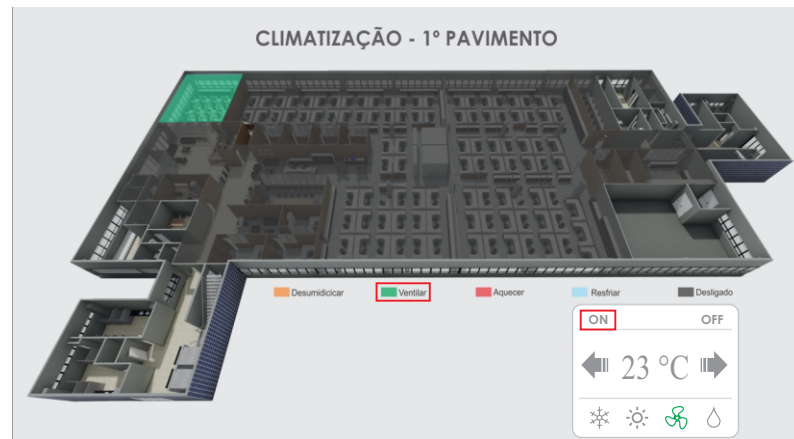 CLIMATIZAÇÃO - 1º PAVIMENTO
Desumidicicar
Ventilar
Aquecer
Resfriar
Desligado
ON
OFF
23 °C